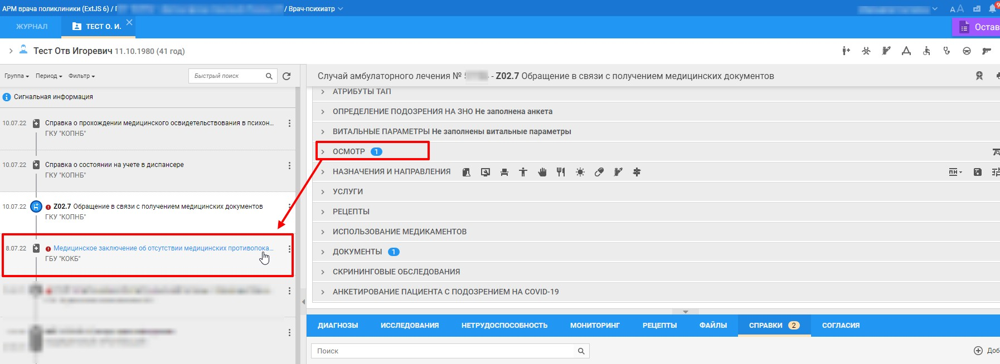 АРМ врача поликлиники (ExtJS 6) /
/ Врач-психиатр
A A
9
ЖУРНАЛ
ТЕСТ О. И.
Остав
Тест Отв Игоревич 11.10.1980 (41 год)
Группа Период Фильтр Быстрый поиск
Сигнальная информация
10.07.22 Справка о прохождении медицинского освидетельствования в психон...
ГКУ "КОПНБ"
10.07.22 Справка о состоянии на учете в диспансере
ГКУ "КОПНБ"
10.07.22 Z02.7 Обращение в связи с получением медицинских документов
ГКУ "КОПНБ"
8.07.22 Медицинское заключение об отсутствии медицинских противопока...
ГБУ "КОКБ"
Случай амбулаторного лечения № - Z02.7 Обращение в связи с получением медицинских документов
АТРИБУТЫ ТАП
ОПРЕДЕЛЕНИЕ ПОДОЗРЕНИЯ НА ЗНО Не заполнена анкета
ВИТАЛЬНЫЕ ПАРАМЕТРЫ Не заполнены витальные параметры
ОСМОТР 1
НАЗНАЧЕНИЯ И НАПРАВЛЕНИЯ
УСЛУГИ
РЕЦЕПТЫ
ИСПОЛЬЗОВАНИЕ МЕДИКАМЕНТОВ
ДОКУМЕНТЫ 1
СКРИНИНГОВЫЕ ОБСЛЕДОВАНИЯ
АНКЕТИРОВАНИЕ ПАЦИЕНТА С ПОДОЗРЕНИЕМ НА COVID-19
ДИАГНОЗЫ ИССЛЕДОВАНИЯ НЕТРУДОСПОСОБНОСТЬ МОНИТОРИНГ РЕЦЕПТЫ ФАЙЛЫ СПРАВКИ 2 СОГЛАСИЯ
Поиск
Доб